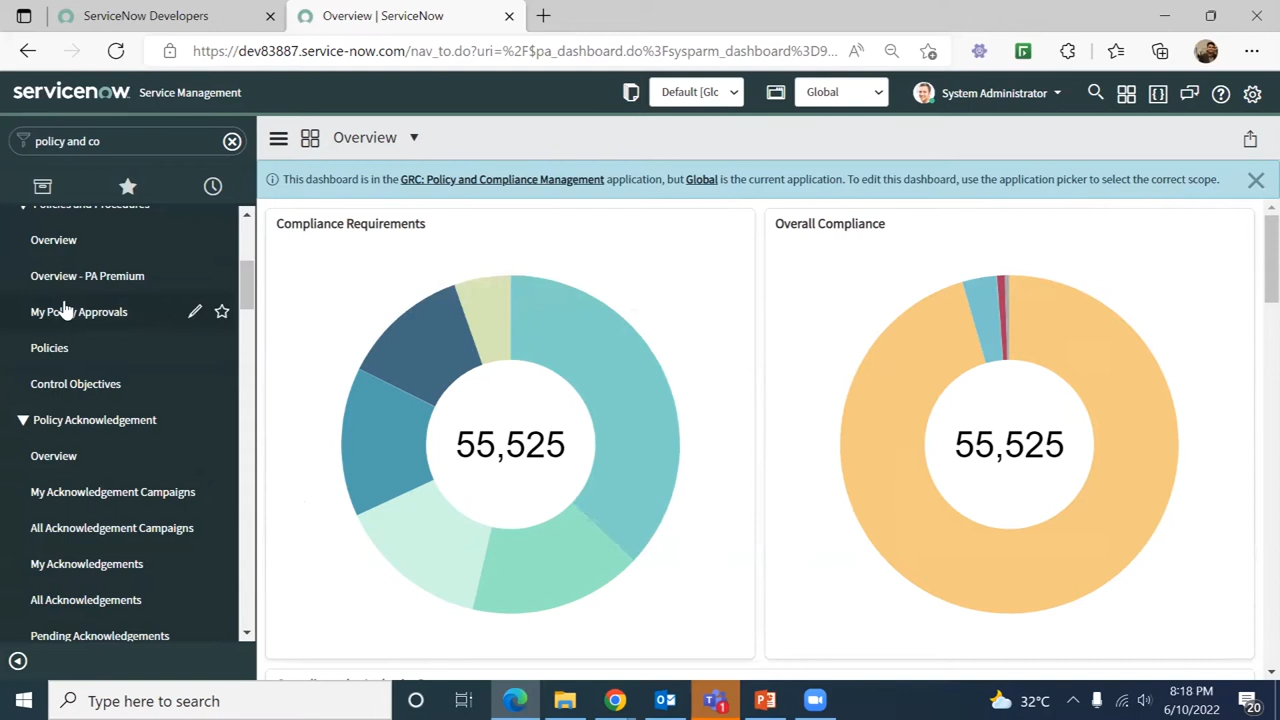 ServiceNow Developers
Overview | ServiceNow
https://dev83887.service-now.com/nav_to.do?uri=%2F$pa_dashboard.do%3Fsysparm_dashboard%3D9...
servicenow Service Management
Default [Glc
Global
System Administrator
policy and co
Overview
This dashboard is in the GRC: Policy and Compliance Management application, but Global is the current application. To edit this dashboard, use the application picker to select the correct scope.
Policies and Procedures
Overview
Overview - PA Premium
My Policy Approvals
Policies
Control Objectives
Policy Acknowledgement
Overview
My Acknowledgement Campaigns
All Acknowledgement Campaigns
My Acknowledgements
All Acknowledgements
Pending Acknowledgements
Compliance Requirements
55,525
Overall Compliance
55,525
Type here to search
1
32°C
8:18 PM
6/10/2022
20